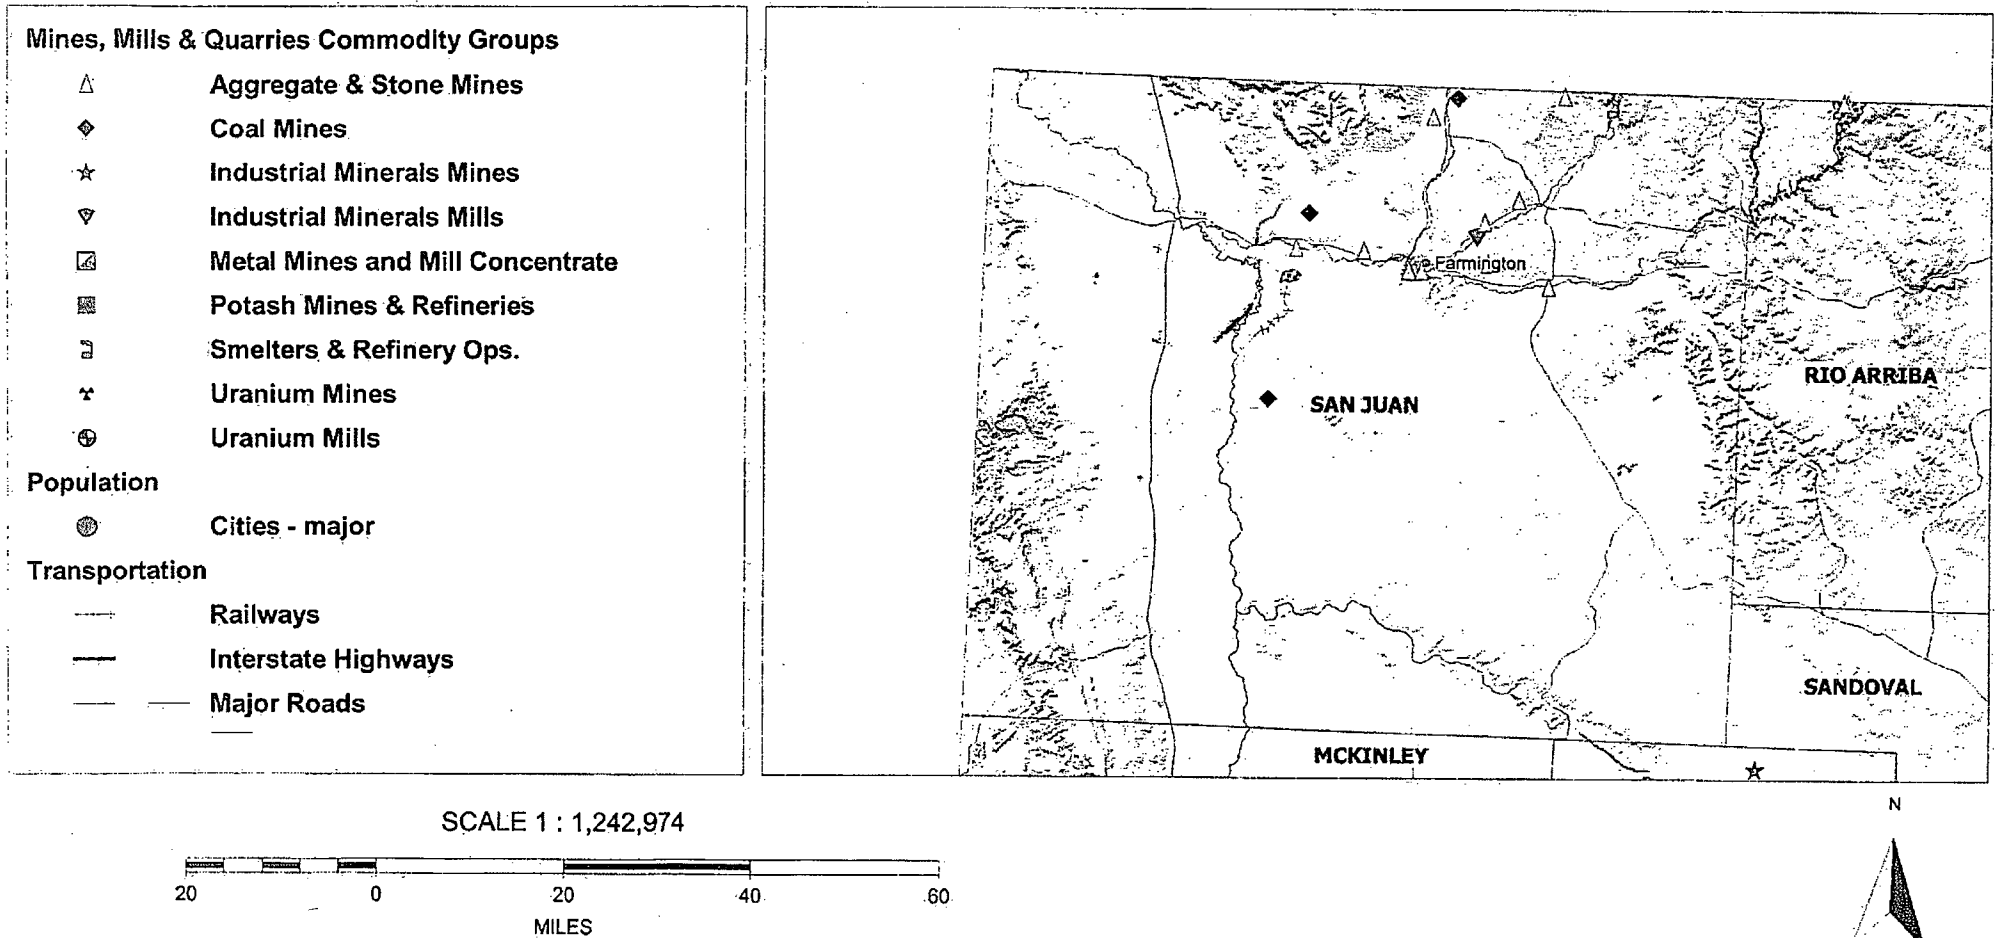 Mines, Mills & Quarries Commodity Groups
Aggregate & Stone Mines
Coal Mines
Industrial Minerals Mines
Industrial Minerals Mills
Metal Mines and Mill Concentrate
Potash Mines & Refineries
Smelters & Refinery Ops.
Uranium Mines
Uranium Mills
Population
Cities - major
Transportation
Railways
Interstate Highways
Major Roads
Farmington
RIO ARRIBA
SAN JUAN
SANDOVAL
MCKINLEY
SCALE 1 : 1,242,974
20 0 20 40 60
MILES
N